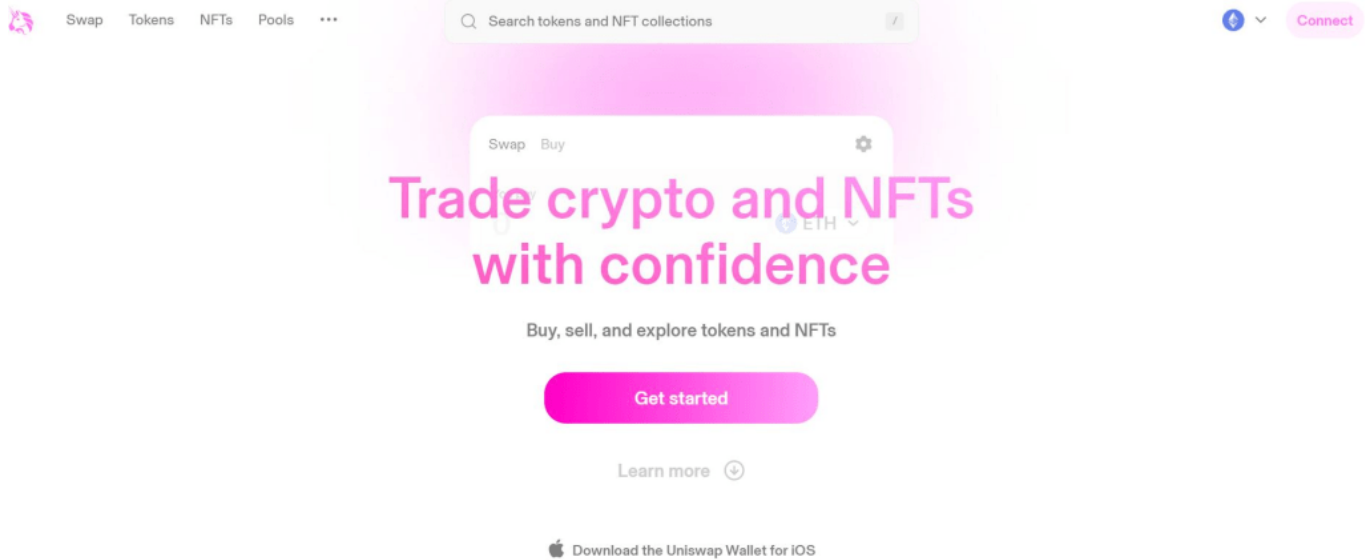 Swap Tokens NFTs Pools
Search tokens and NFT collections /
Connect
Swap Buy
Trade crypto and NFTs
ETH
with confidence
Buy, sell, and explore tokens and NFTs
Get started
Learn more
Download the Uniswap Wallet for iOS